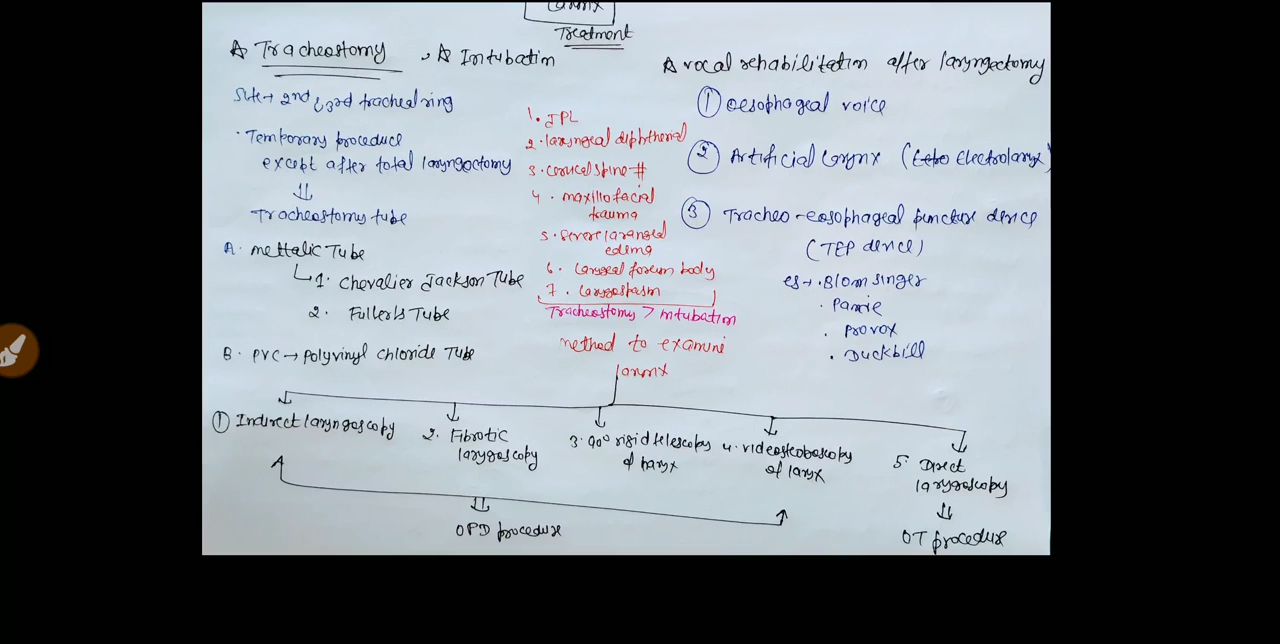 Larynx
Treatment
Tracheostomy , Intubatim
Site → 2nd & 3rd tracheal ring
Temporary procedure
except after total laryngectomy
⇓
Tracheostomy tube
A. mettalic Tube
1. Chevalier Jackson Tube
2. Fuller's Tube
B. PVC → polyvinyl chloride Tube
1. JPL
2. laryngeal diphtheria
3. cervical spine #
4. maxillofacial
trauma
5. severe laryngeal
edema
6. laryngeal foreign body
7. laryngospasm
Tracheostomy > intubation
method to examine
larynx
vocal rehabilitation after laryngectomy
① oesophageal voice
② Artificial larynx (Electrolarynx)
③ Tracheo-eosophageal puncture device
(TEP device)
eg → . Blom singer
. Panje
. Provox
. Duckbill
① Indirect laryngoscopy
2. Fibrotic
laryngoscopy
3. 90° rigid telescopy
of larynx
4. videostroboscopy
of larynx
5. Direct
laryngoscopy
⇓
OT procedure
⇓
OPD procedure